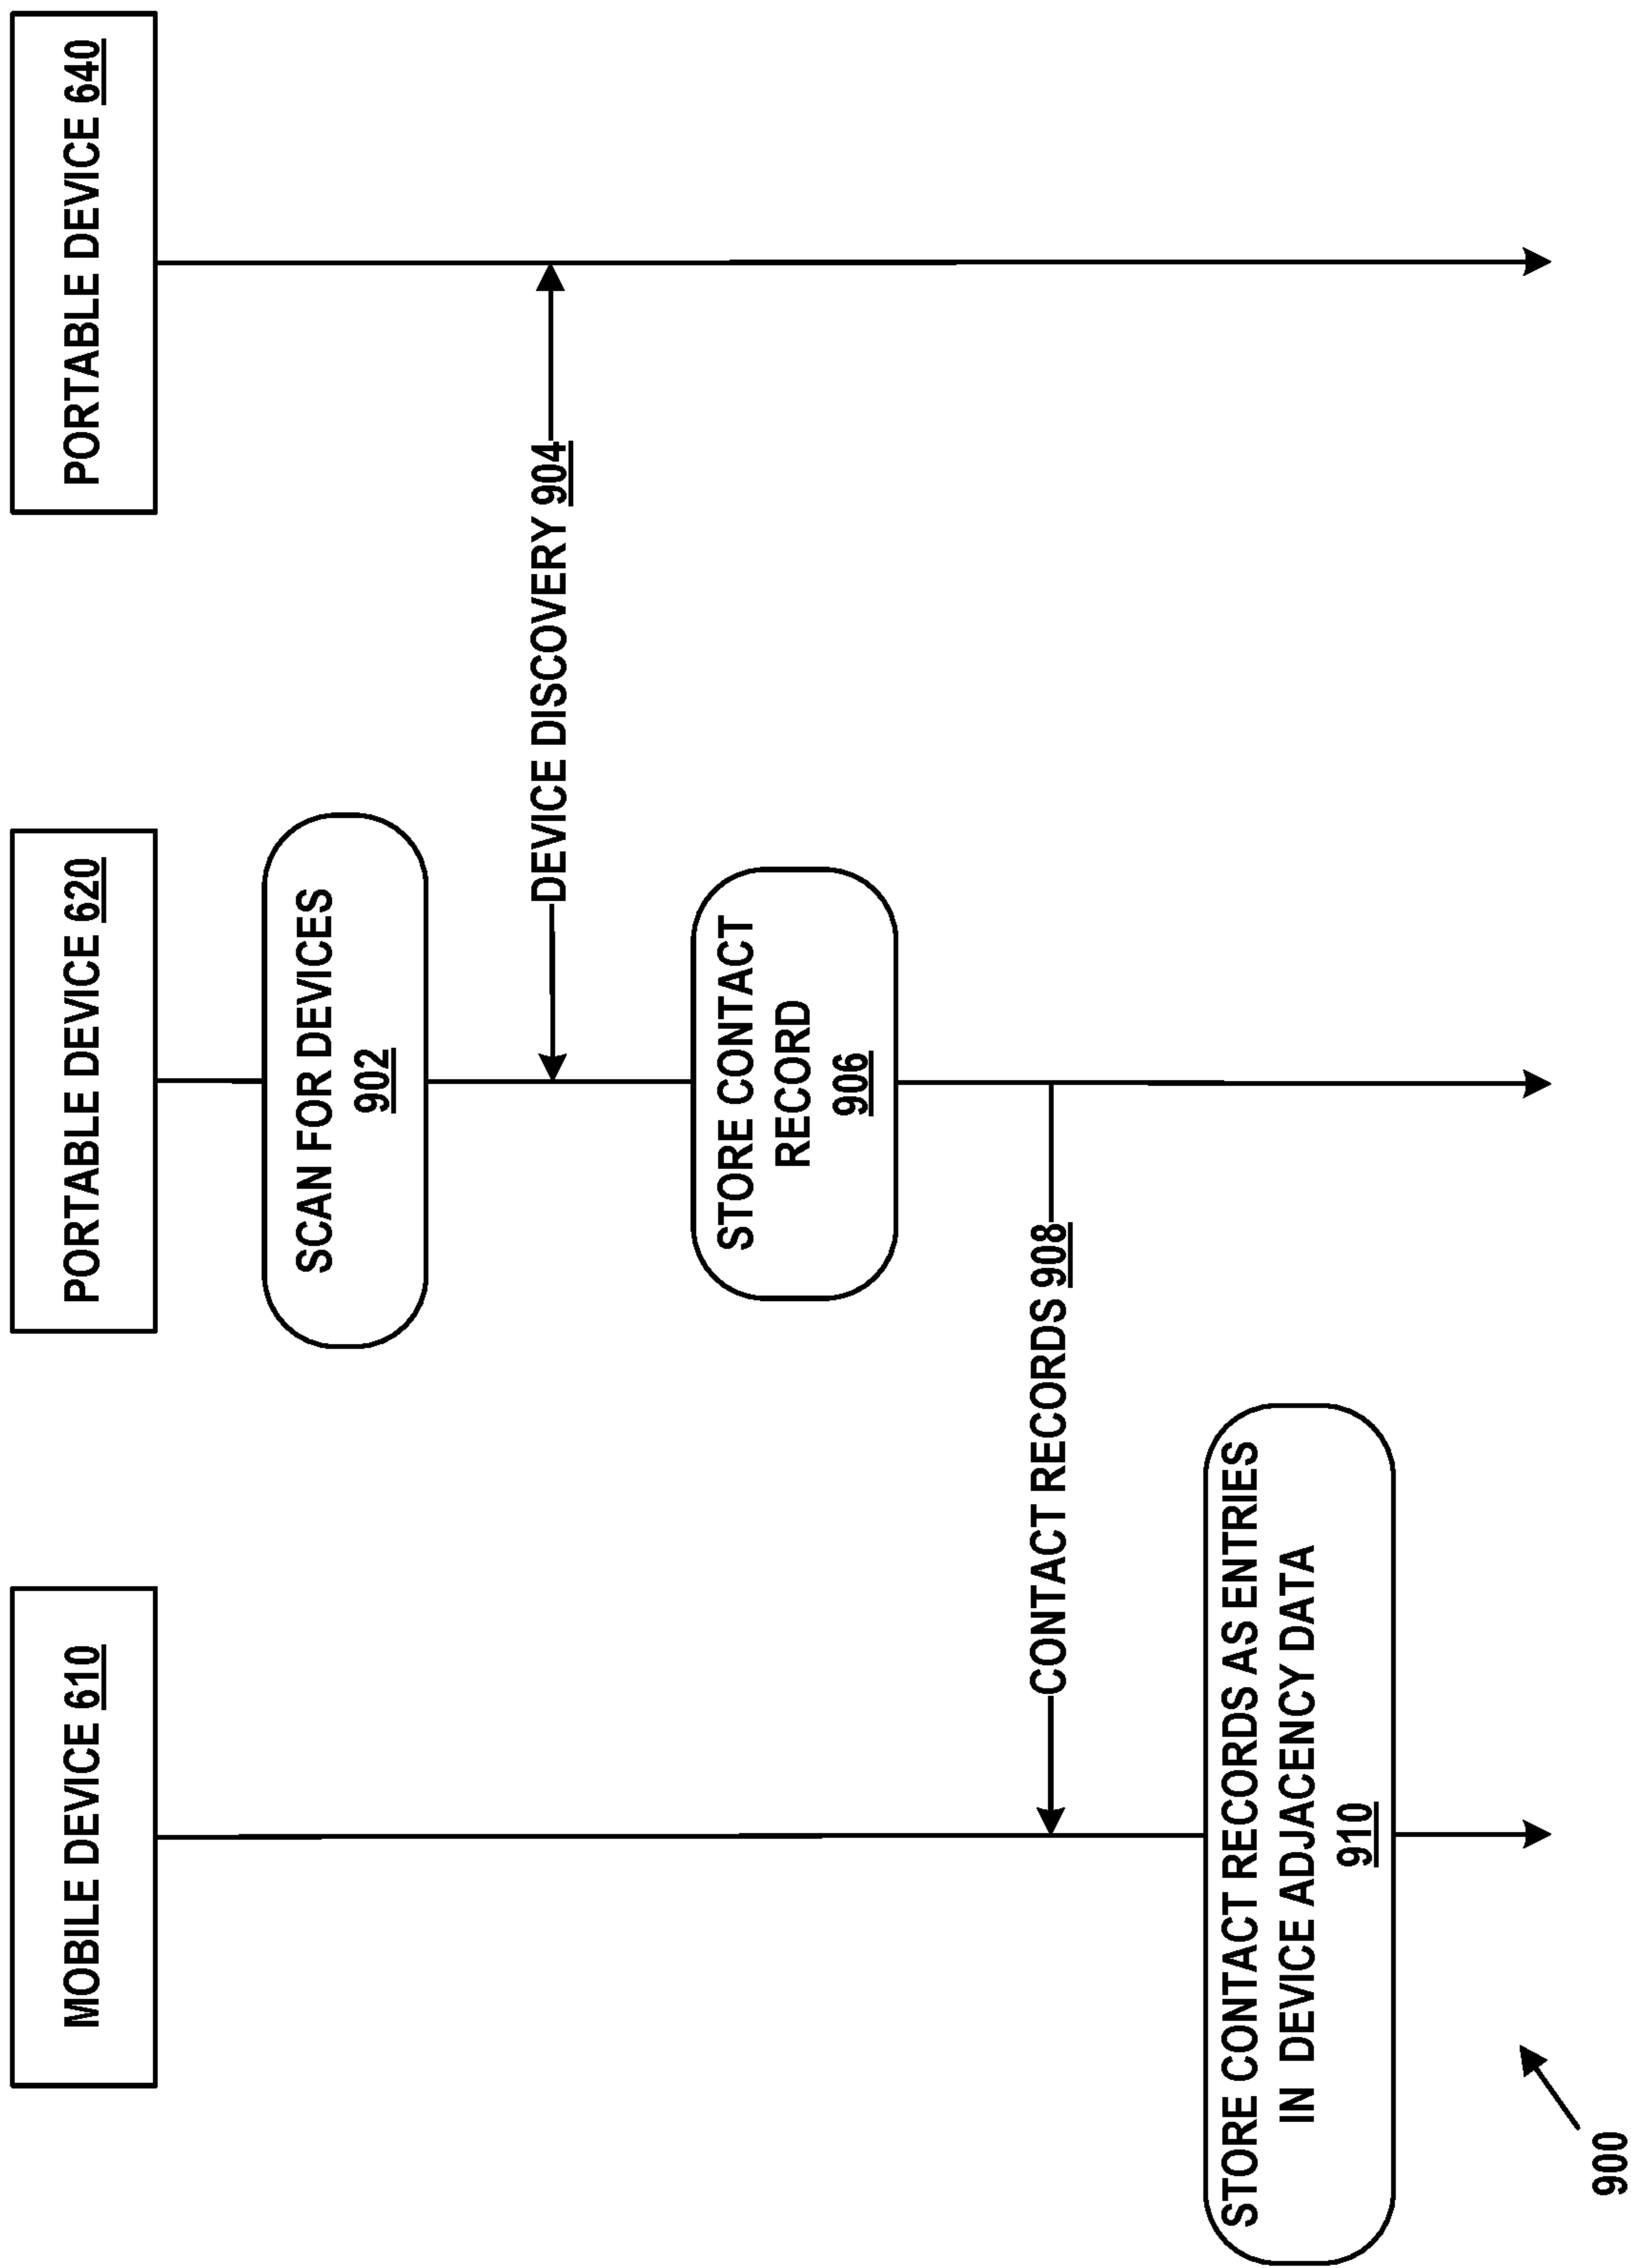 MOBILE DEVICE 610
PORTABLE DEVICE 620
PORTABLE DEVICE 640
SCAN FOR DEVICES
902
DEVICE DISCOVERY 904
STORE CONTACT
RECORD
906
CONTACT RECORDS 908
STORE CONTACT RECORDS AS ENTRIES
IN DEVICE ADJACENCY DATA
910
900